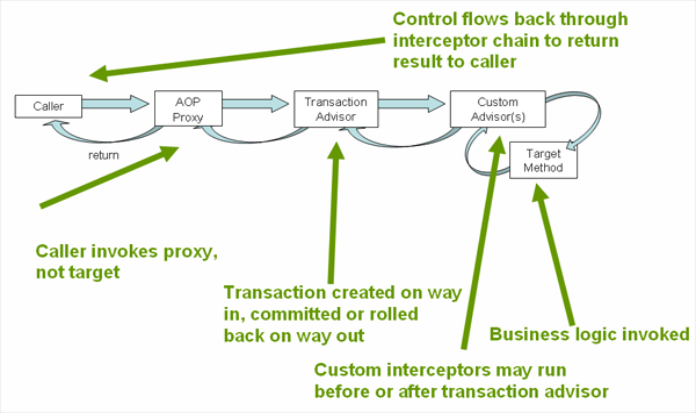 Control flows back through
interceptor chain to return
result to caller
Caller
AOP
Proxy
Transaction
Advisor
Custom
Advisor(s)
return
Target
Method
Caller invokes proxy,
not target
Transaction created on way
in, committed or rolled
back on way out
Business logic invoked
Custom interceptors may run
before or after transaction advisor